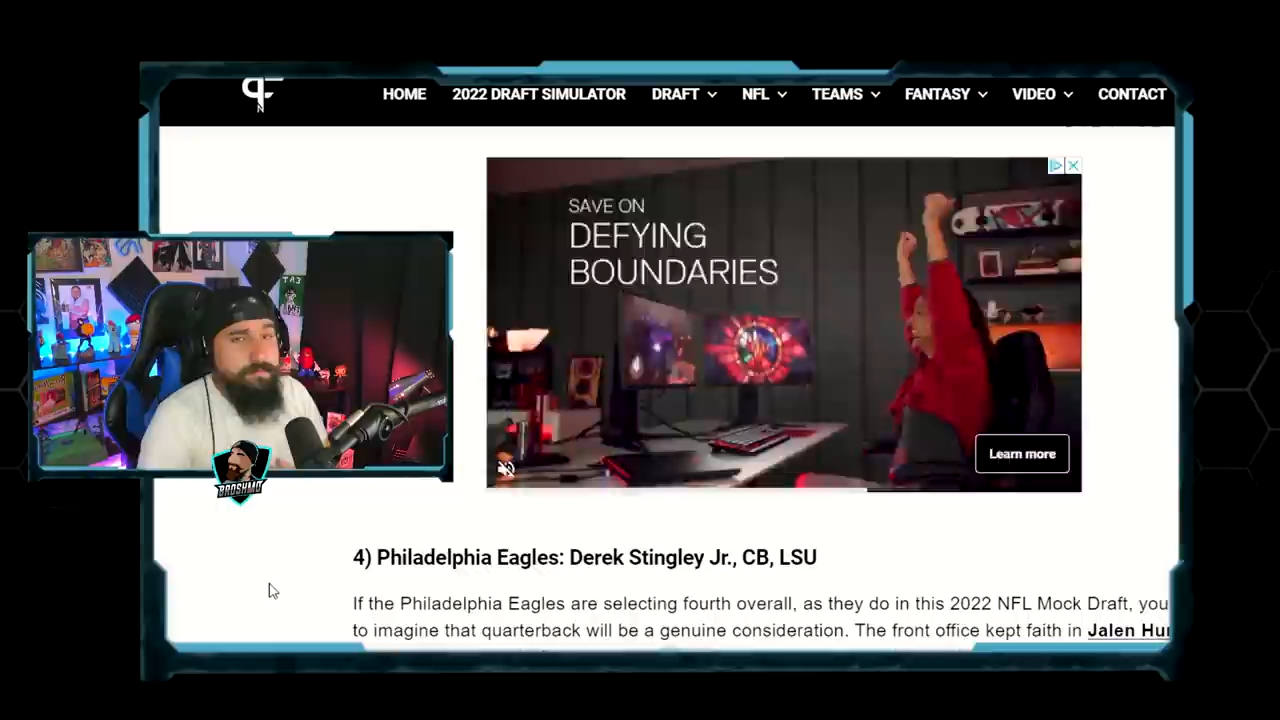 HOME 2022 DRAFT SIMULATOR DRAFT NFL TEAMS FANTASY VIDEO CONTACT
SAVE ON
DEFYING
BOUNDARIES
Learn more
BROSHMO
4) Philadelphia Eagles: Derek Stingley Jr., CB, LSU
If the Philadelphia Eagles are selecting fourth overall, as they do in this 2022 NFL Mock Draft, you
to imagine that quarterback will be a genuine consideration. The front office kept faith in Jalen Hur